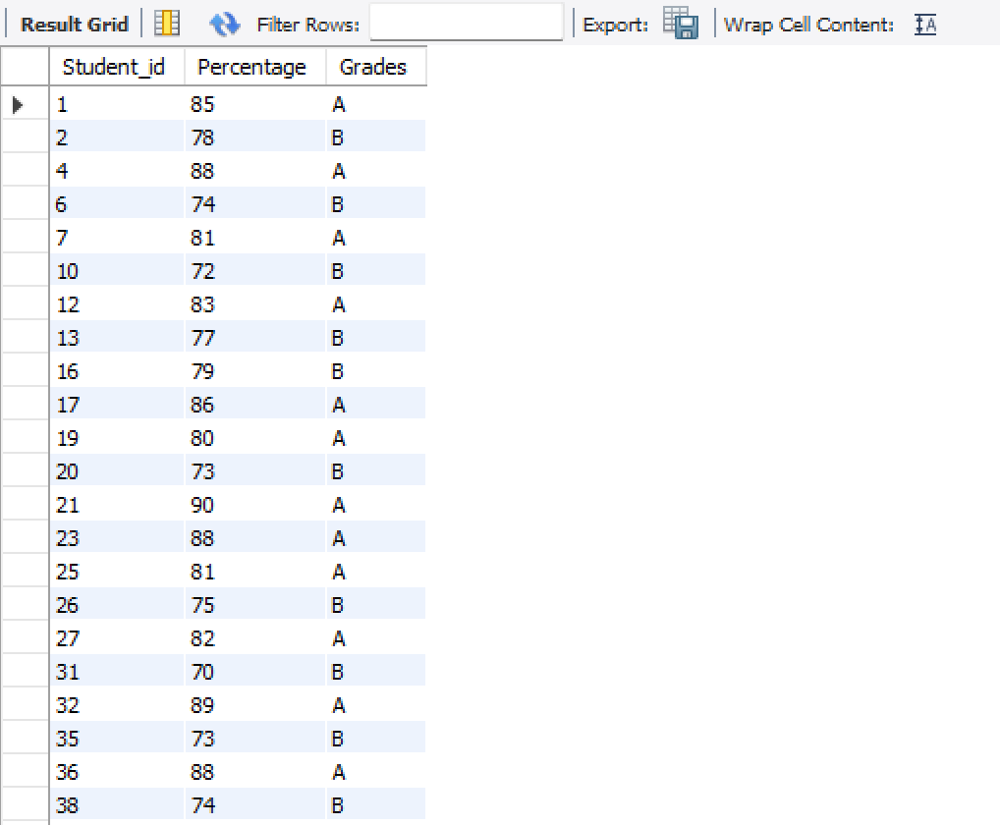 Result Grid Filter Rows: Export: Wrap Cell Content: IA
Student_id Percentage Grades
1 85 A
2 78 B
4 88 A
6 74 B
7 81 A
10 72 B
12 83 A
13 77 B
16 79 B
17 86 A
19 80 A
20 73 B
21 90 A
23 88 A
25 81 A
26 75 B
27 82 A
31 70 B
32 89 A
35 73 B
36 88 A
38 74 B